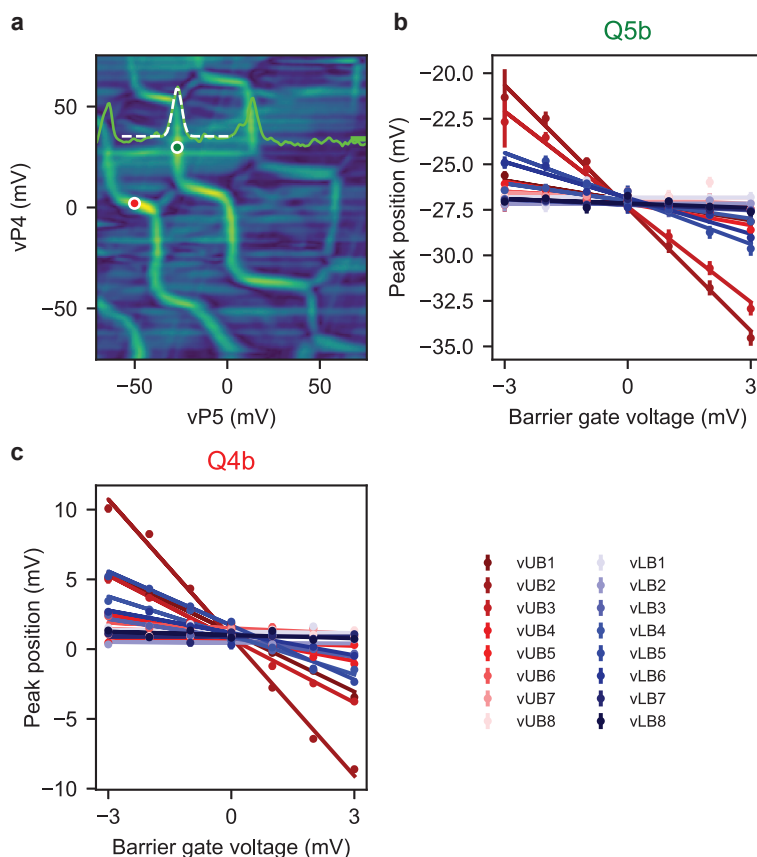 a
50
0
−50
vP4 (mV)
−50
0
50
vP5 (mV)
b
Q5b
−20.0
−22.5
−25.0
−27.5
−30.0
−32.5
−35.0
Peak position (mV)
−3
0
3
Barrier gate voltage (mV)
c
Q4b
10
5
0
−5
−10
Peak position (mV)
−3
0
3
Barrier gate voltage (mV)
vUB1
vUB2
vUB3
vUB4
vUB5
vUB6
vUB7
vUB8
vLB1
vLB2
vLB3
vLB4
vLB5
vLB6
vLB7
vLB8